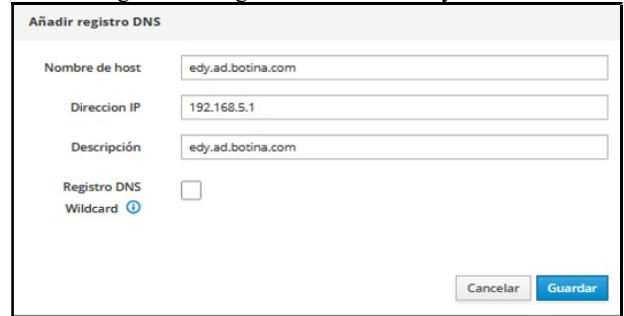 Añadir registro DNS
Nombre de host edy.ad.botina.com
Direccion IP 192.168.5.1
Descripción edy.ad.botina.com
Registro DNS
Wildcard
Cancelar Guardar